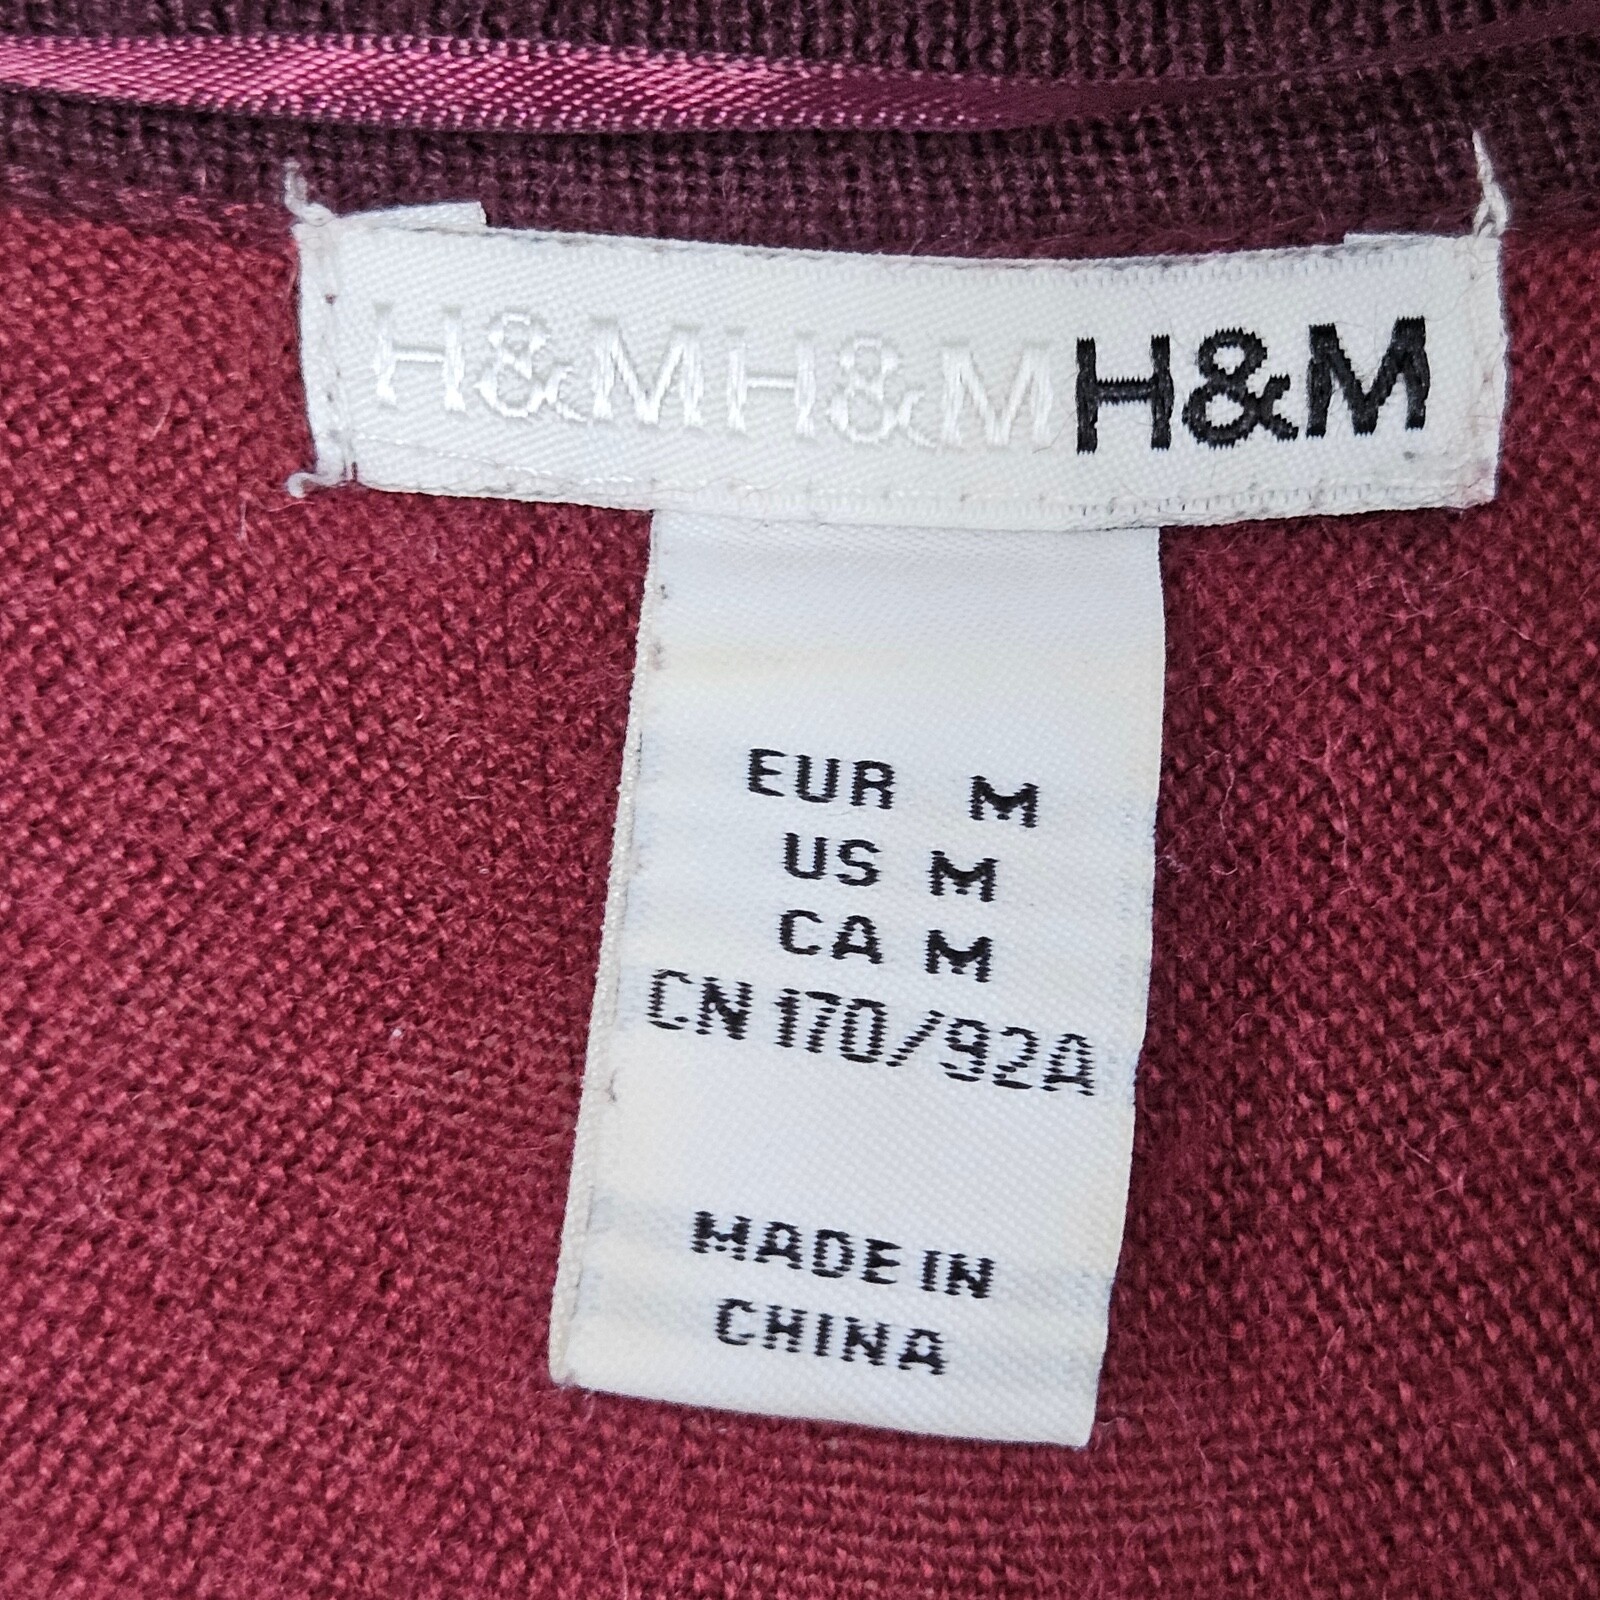 H&MH&MH&M
EUR M
US M
CA M
CN 170/92A
MADE IN
CHINA